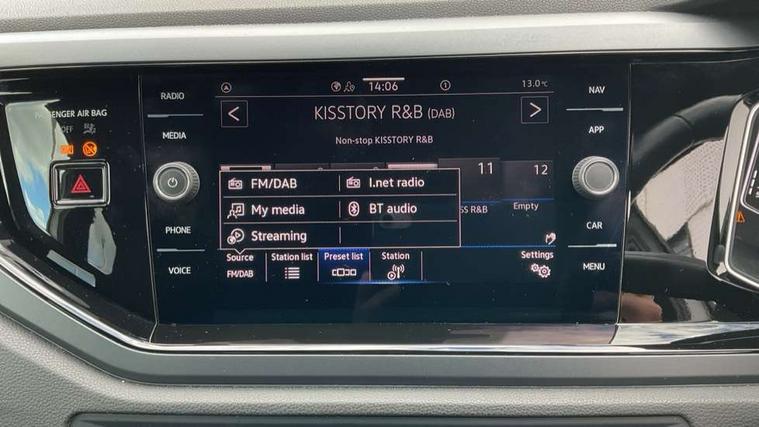 PASSENGER AIR BAG
OFF
RADIO
MEDIA
PHONE
VOICE
14:06
13.0°C
KISSTORY R&B (DAB)
Non-stop KISSTORY R&B
11
12
FM/DAB
I.net radio
My media
BT audio
SS R&B
Empty
Streaming
Source
Station list
Preset list
Station
Settings
FM/DAB
NAV
APP
CAR
MENU